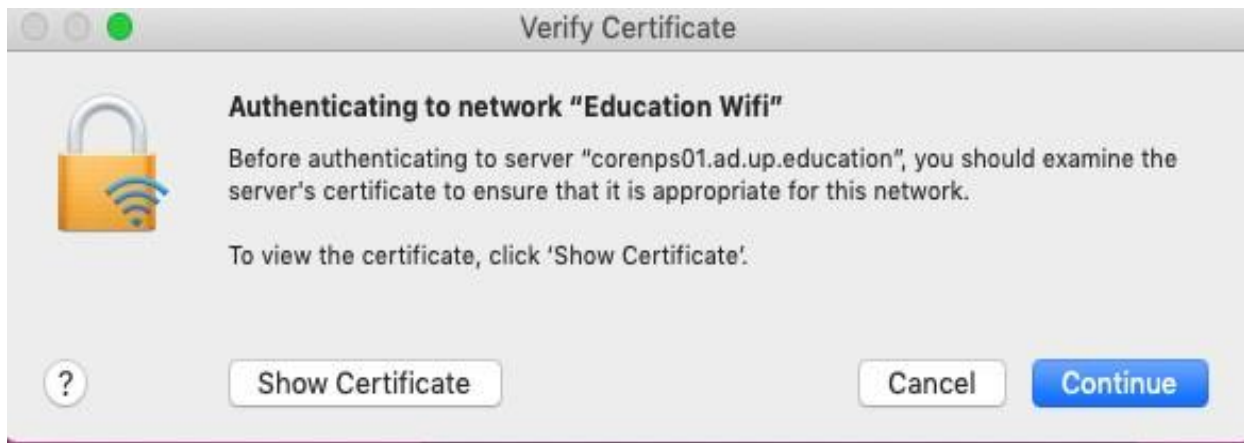 Verify Certificate
Authenticating to network “Education Wifi”
Before authenticating to server “corenps01.ad.up.education”, you should examine the
server's certificate to ensure that it is appropriate for this network.
To view the certificate, click ‘Show Certificate’.
?
Show Certificate
Cancel
Continue